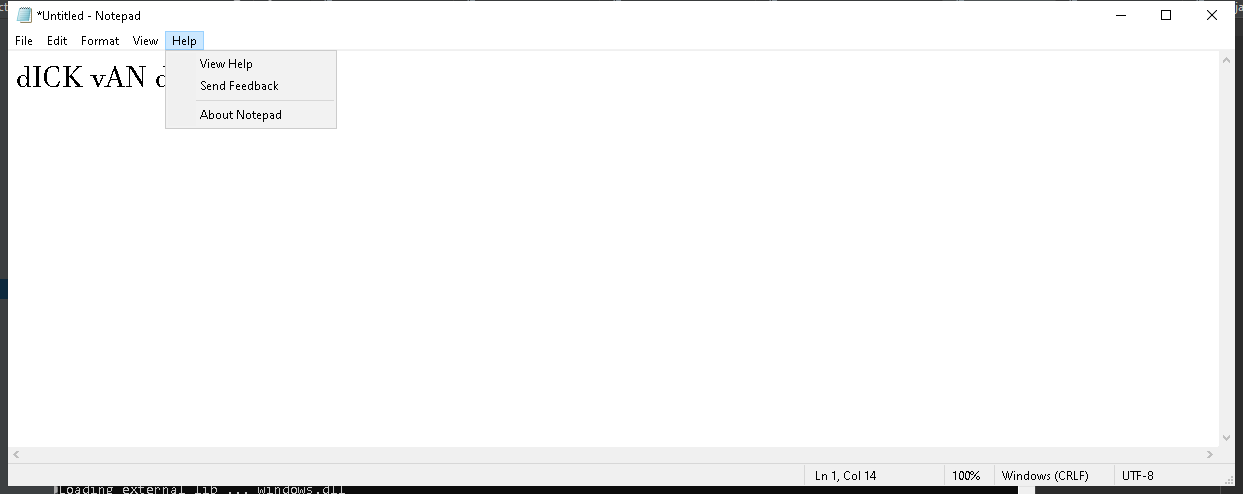 *Untitled - Notepad
File Edit Format View Help
View Help
dICK vAN d
Send Feedback
About Notepad
Ln 1, Col 14 100% Windows (CRLF) UTF-8
Loading external lib ... windows.dll